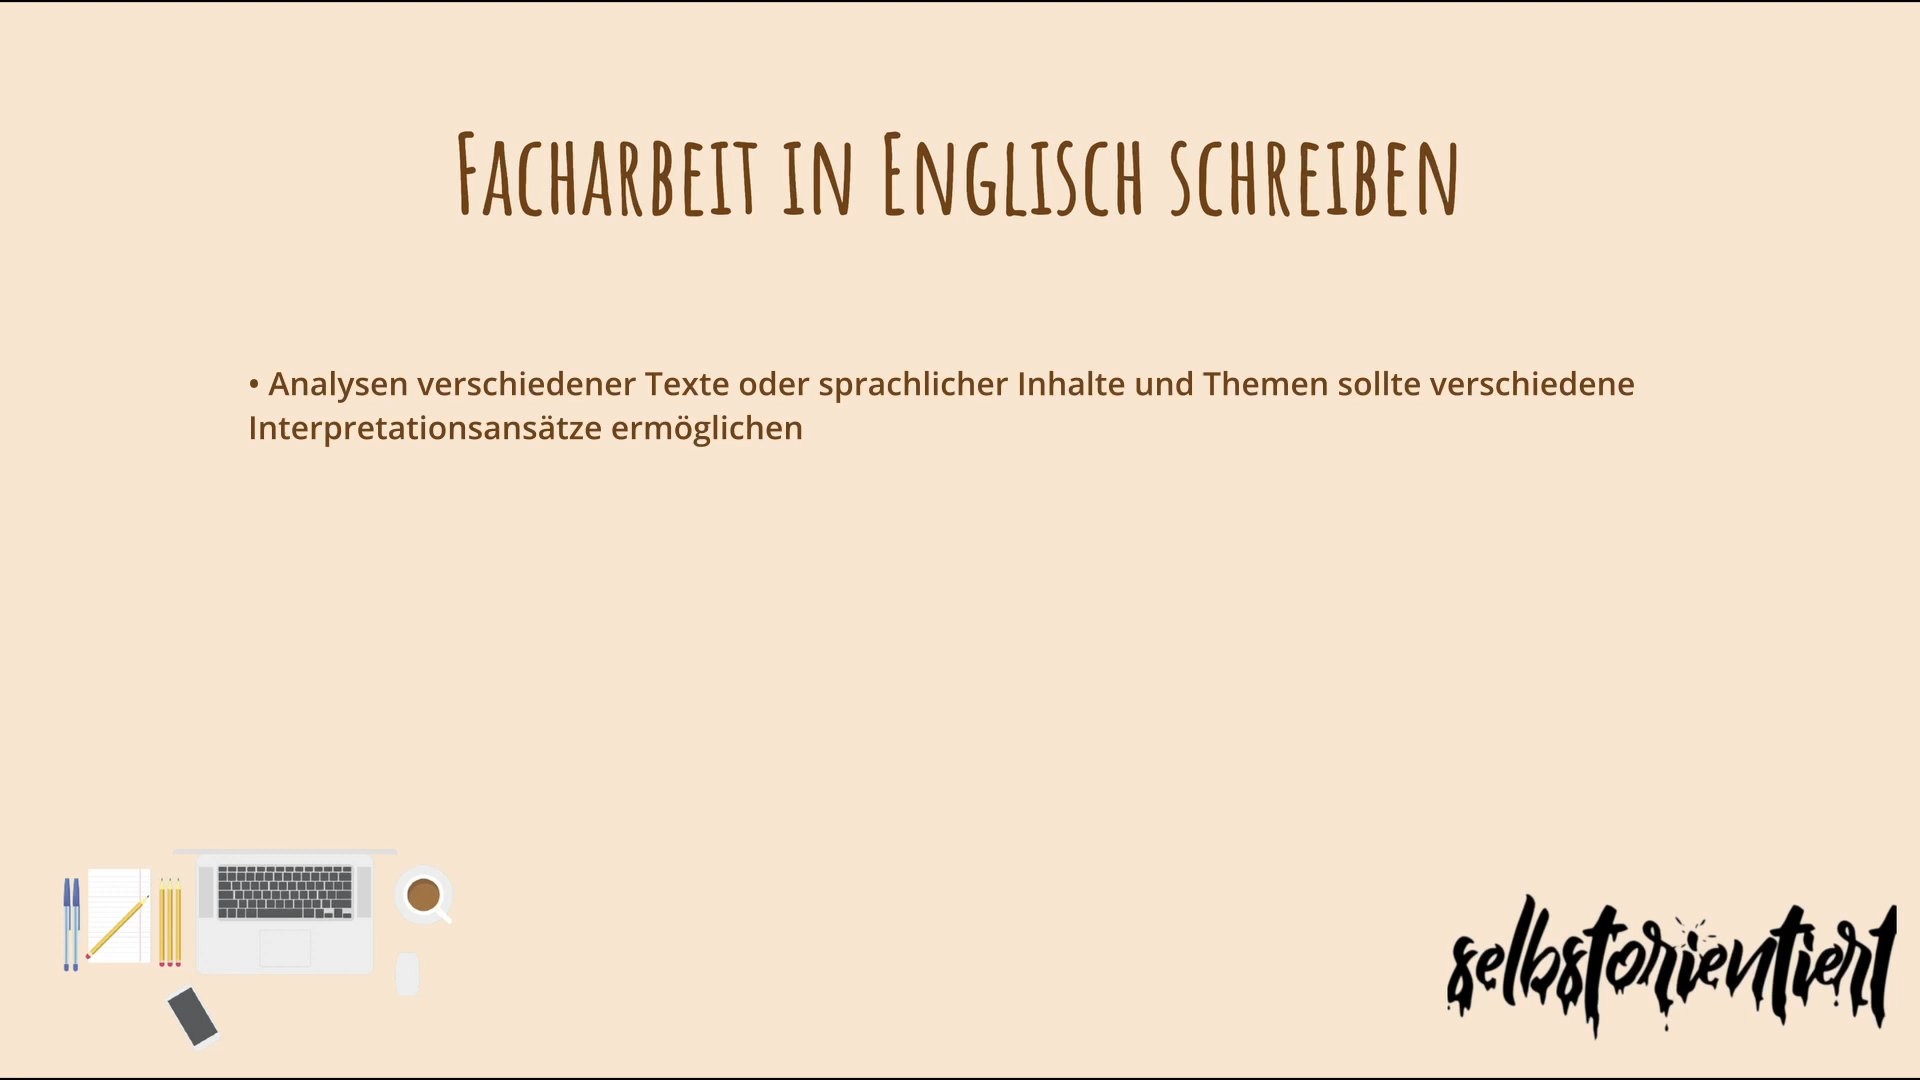 Facharbeit in Englisch schreiben
• Analysen verschiedener Texte oder sprachlicher Inhalte und Themen sollte verschiedene
Interpretationsansätze ermöglichen
selbstorientiert